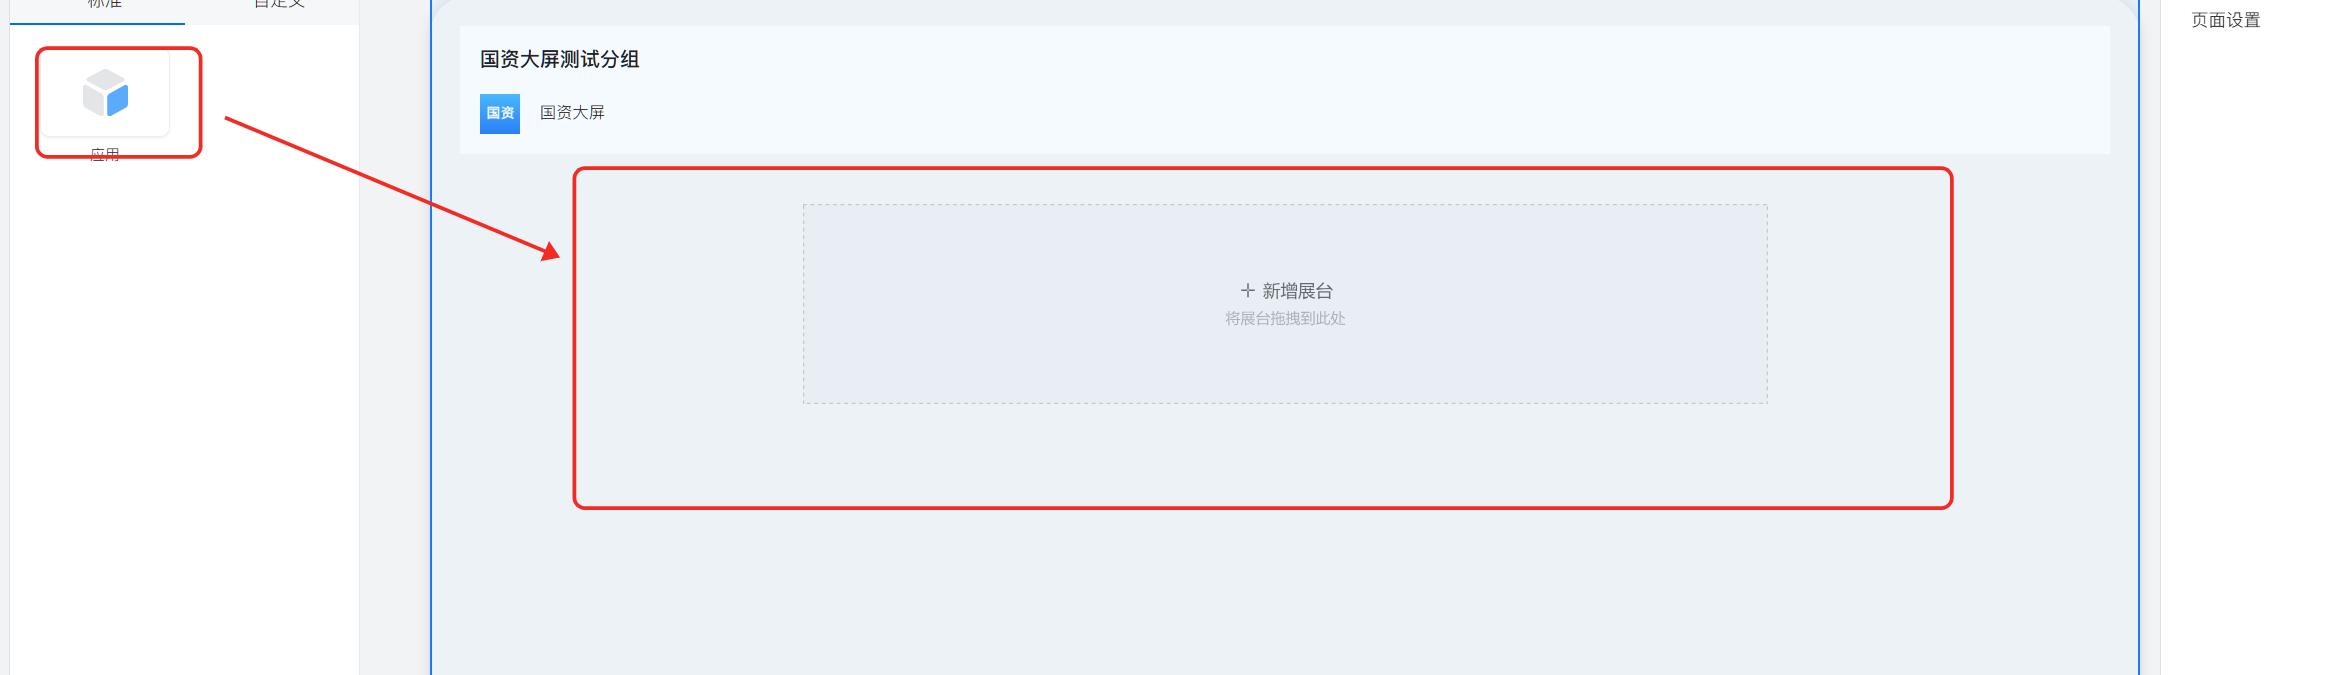 标准
自定义
应用
国资大屏测试分组
国资
国资大屏
新增展台
将展台拖拽到此处
页面设置